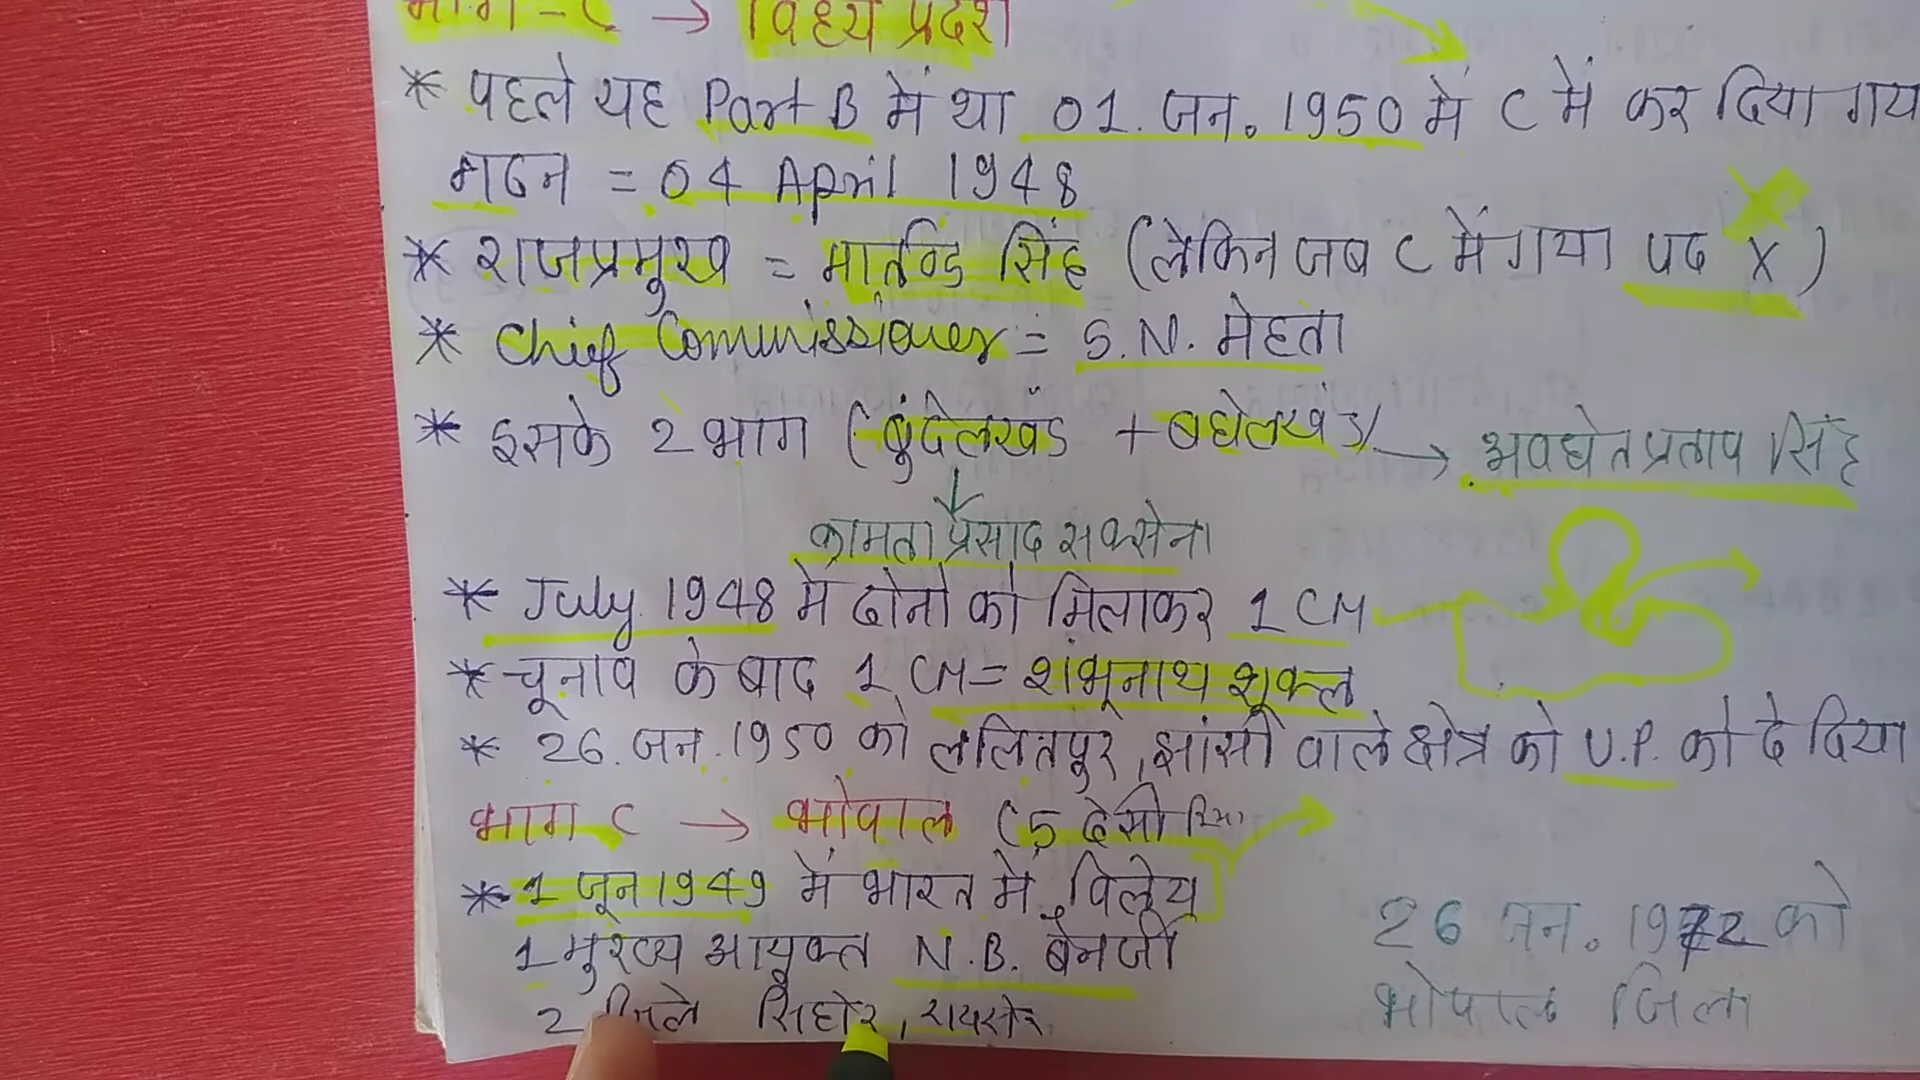 भाग - C → विंध्य प्रदेश
* पहले यह Part B में था 01. जन. 1950 में C में कर दिया गय
गठन = 04 April 1948
* राजप्रमुख = मार्तण्ड सिंह (लेकिन जब C में गया पद X)
* Chief Commissioner = S.N. मेहता
* इसके 2 भाग (बुंदेलखंड + बघेलखंड) → अवधेत प्रताप सिंह
↓
कामता प्रसाद सक्सेना
* July 1948 में दोनों को मिलाकर 1 CM
* चूनाव के बाद 1 CM = शंभूनाथ शूक्ल
* 26. जन. 1950 को ललितपुर, झांसी वाले क्षेत्र को U.P. को दे दिया
भाग C → भोपाल (5 देसी
* 1 जून 1949 में भारत में विलेय
1 मुख्य आयुक्त N.B. बेनर्जी
2 जिले सिहोर, रायसेर
26 जन. 1972 को
भोपाल जिला